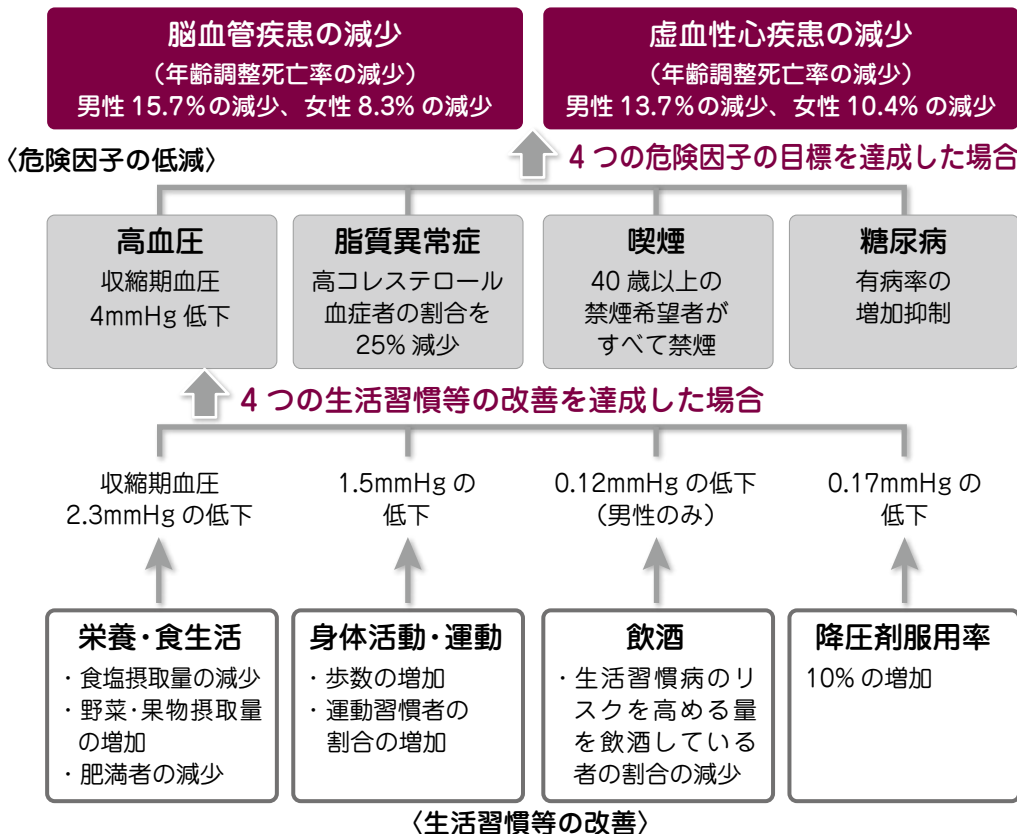 脳血管疾患の減少
（年齢調整死亡率の減少）
男性 15.7％の減少、女性 8.3％ の減少
虚血性心疾患の減少
（年齢調整死亡率の減少）
男性 13.7％の減少、女性 10.4％ の減少
〈危険因子の低減〉
4 つの危険因子の目標を達成した場合
高血圧
収縮期血圧
4mmHg 低下
脂質異常症
高コレステロール
血症者の割合を
25％ 減少
喫煙
40 歳以上の
禁煙希望者が
すべて禁煙
糖尿病
有病率の
増加抑制
4 つの生活習慣等の改善を達成した場合
収縮期血圧
2.3mmHg の低下
1.5mmHg の
低下
0.12mmHg の低下
（男性のみ）
0.17mmHg の
低下
栄養・食生活
・食塩摂取量の減少
・野菜・果物摂取量
の増加
・肥満者の減少
身体活動・運動
・歩数の増加
・運動習慣者の
割合の増加
飲酒
・生活習慣病のリ
スクを高める量
を飲酒している
者の割合の減少
降圧剤服用率
10％ の増加
〈生活習慣等の改善〉